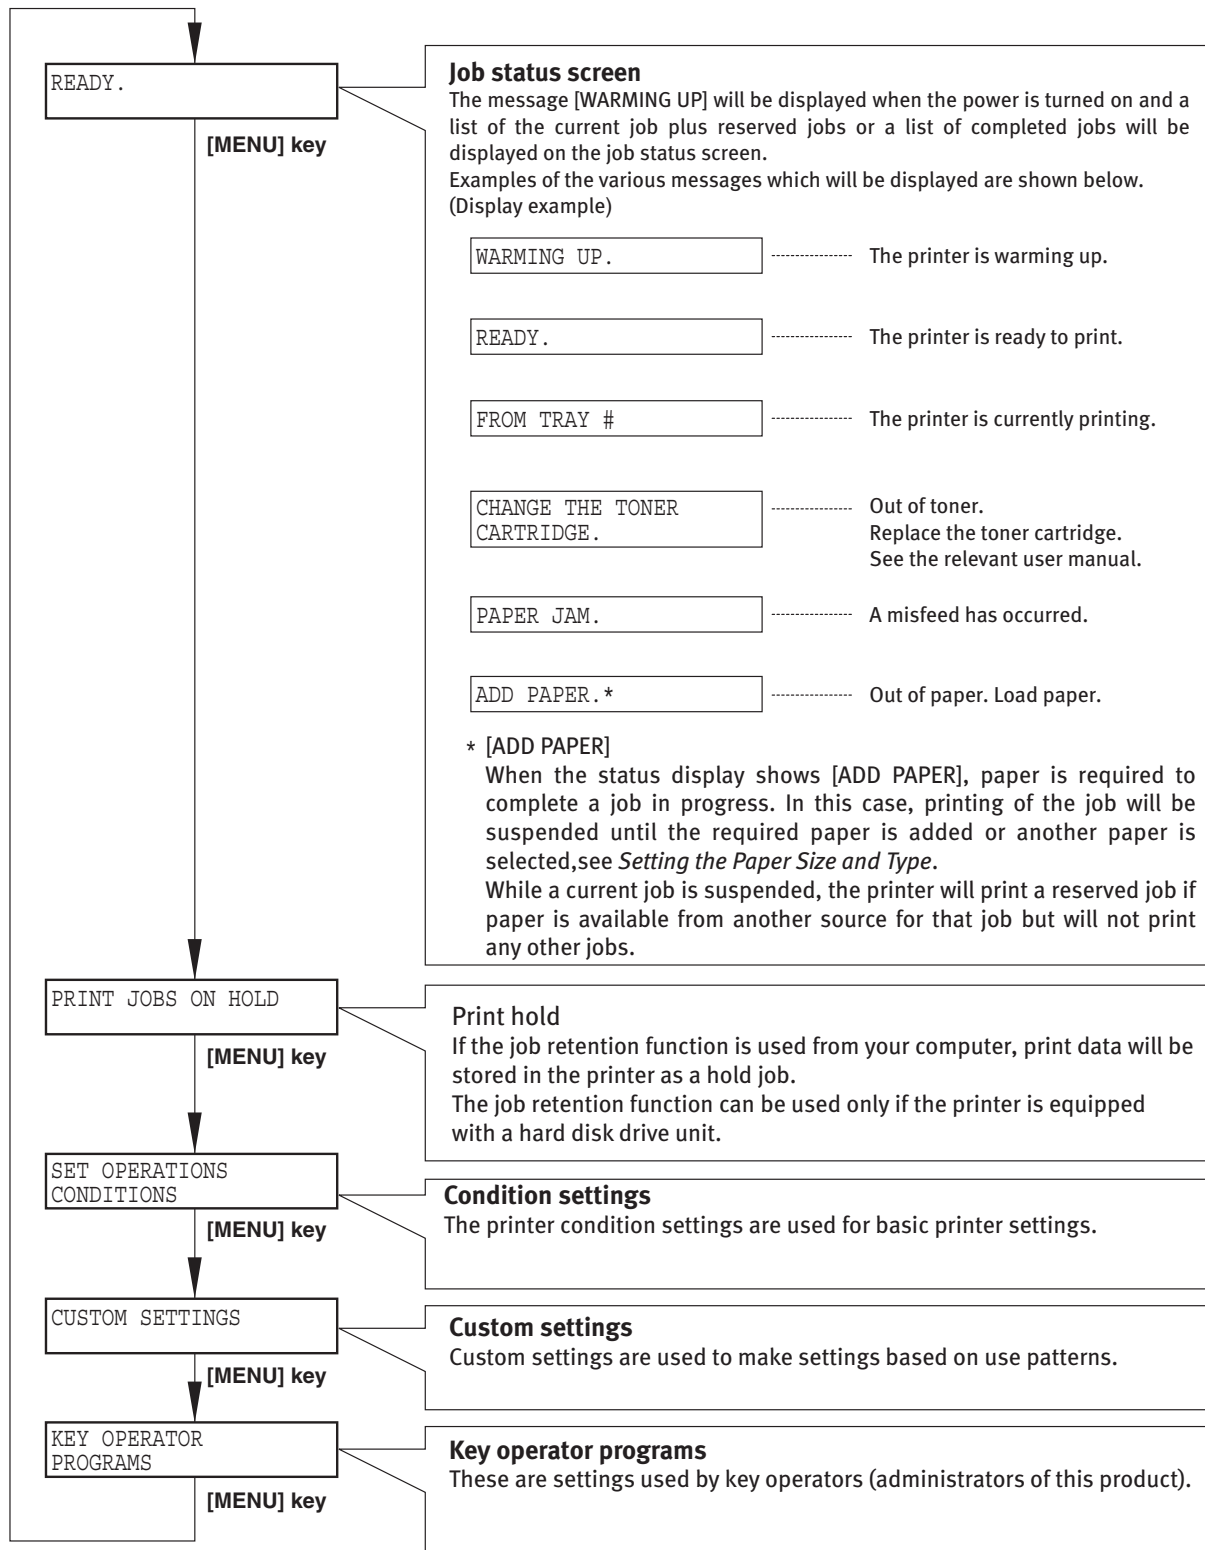 READY.
[MENU] key
Job status screen
The message [WARMING UP] will be displayed when the power is turned on and a
list of the current job plus reserved jobs or a list of completed jobs will be
displayed on the job status screen.
Examples of the various messages which will be displayed are shown below.
(Display example)
WARMING UP.
The printer is warming up.
READY.
The printer is ready to print.
FROM TRAY #
The printer is currently printing.
CHANGE THE TONER
CARTRIDGE.
Out of toner.
Replace the toner cartridge.
See the relevant user manual.
PAPER JAM.
A misfeed has occurred.
ADD PAPER.*
Out of paper. Load paper.
* [ADD PAPER]
When the status display shows [ADD PAPER], paper is required to
complete a job in progress. In this case, printing of the job will be
suspended until the required paper is added or another paper is
selected,see Setting the Paper Size and Type.
While a current job is suspended, the printer will print a reserved job if
paper is available from another source for that job but will not print
any other jobs.
PRINT JOBS ON HOLD
[MENU] key
Print hold
If the job retention function is used from your computer, print data will be
stored in the printer as a hold job.
The job retention function can be used only if the printer is equipped
with a hard disk drive unit.
SET OPERATIONS
CONDITIONS
[MENU] key
Condition settings
The printer condition settings are used for basic printer settings.
CUSTOM SETTINGS
[MENU] key
Custom settings
Custom settings are used to make settings based on use patterns.
KEY OPERATOR
PROGRAMS
[MENU] key
Key operator programs
These are settings used by key operators (administrators of this product).